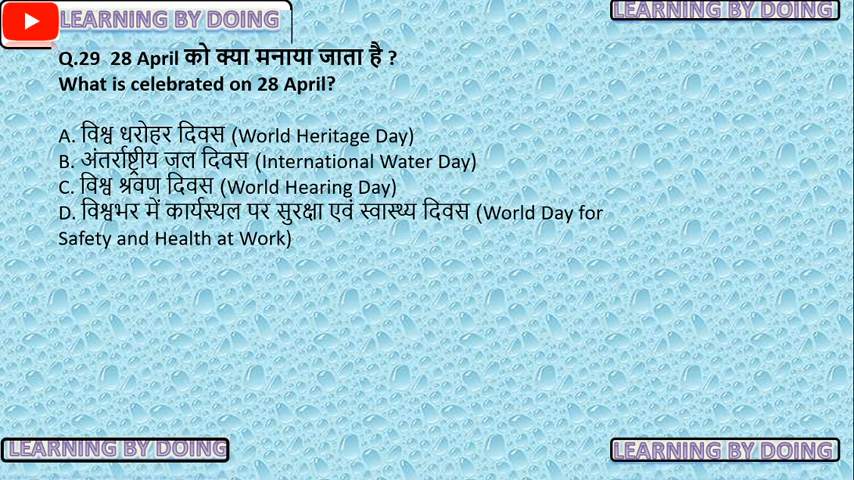 LEARNING BY DOING
LEARNING BY DOING
Q.29 28 April को क्या मनाया जाता है ?
What is celebrated on 28 April?
A. विश्व धरोहर दिवस (World Heritage Day)
B. अंतर्राष्ट्रीय जल दिवस (International Water Day)
C. विश्व श्रवण दिवस (World Hearing Day)
D. विश्वभर में कार्यस्थल पर सुरक्षा एवं स्वास्थ्य दिवस (World Day for
Safety and Health at Work)
LEARNING BY DOING
LEARNING BY DOING